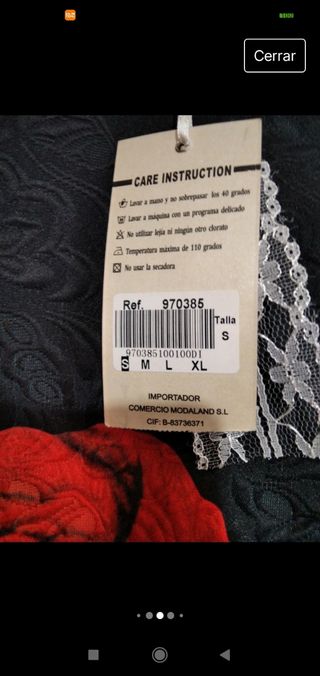 Cerrar
CARE INSTRUCTION
Lavar a mano y no sobrepasar los 40 grados
Lavar a máquina con un programa delicado
No utilizar lejía ni ningún otro clorato
Temperatura máxima de 110 grados
No usar la secadora
Ref. 970385
Talla
S
970385100100D1
S M L XL
IMPORTADOR
COMERCIO MODALAND S.L
CIF: B-83736371